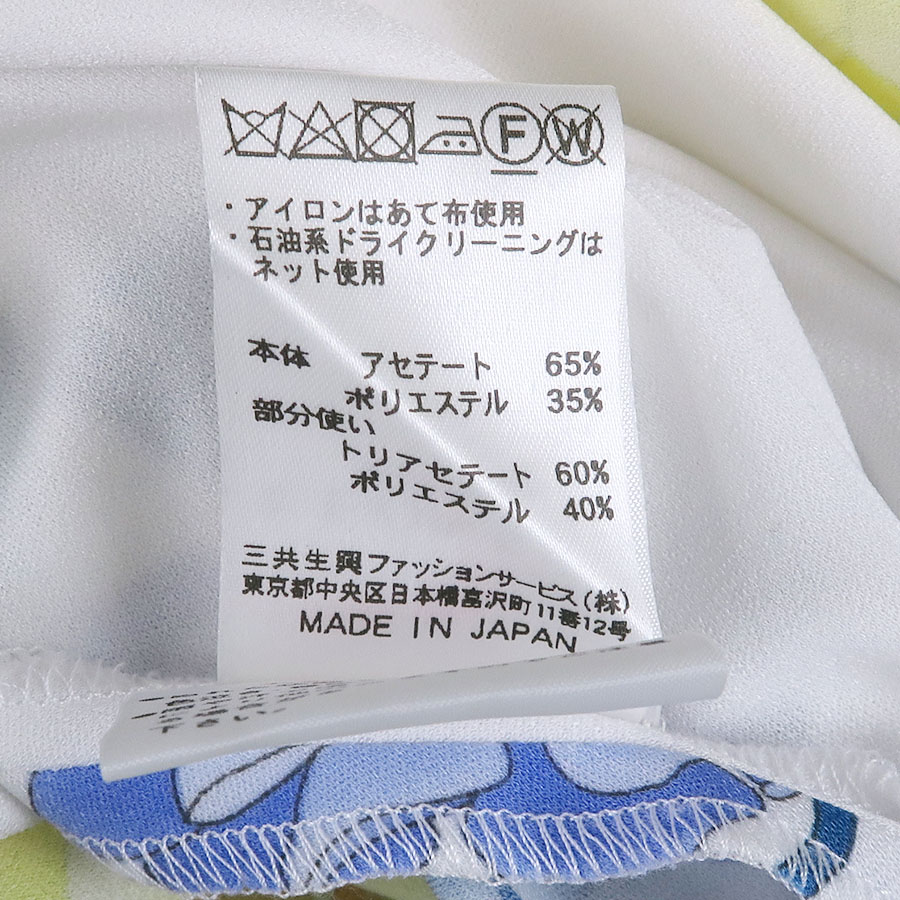 F W
・アイロンはあて布使用
・石油系ドライクリーニングは
ネット使用
本体 アセテート 65%
ポリエステル 35%
部分使い
トリアセテート 60%
ポリエステル 40%
三共生興ファッションサービス(株)
東京都中央区日本橋富沢町11番12号
MADE IN JAPAN
下さい。